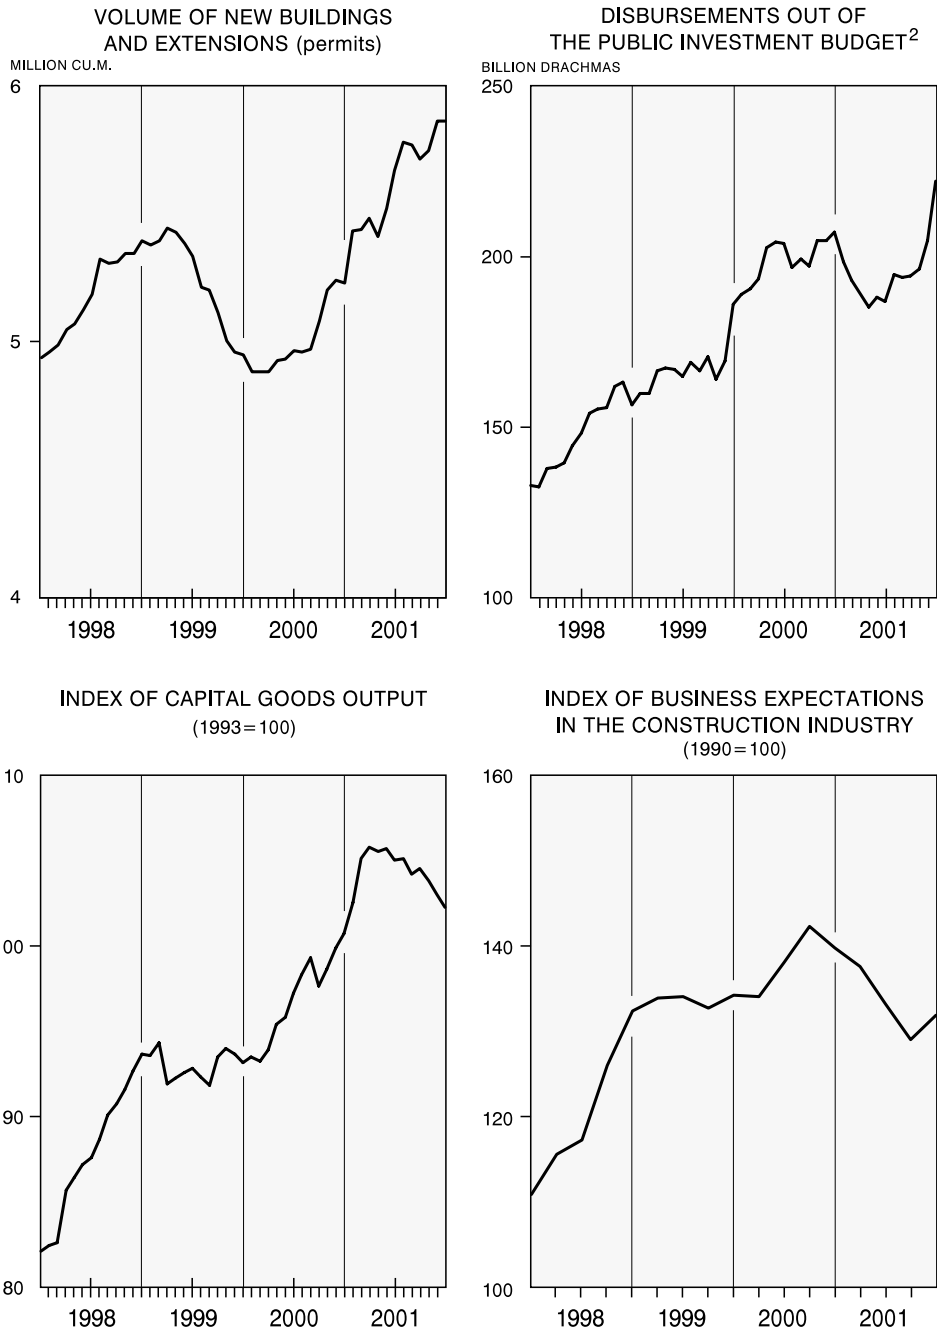 VOLUME OF NEW BUILDINGS
AND EXTENSIONS (permits)
MILLION CU.M.
6
5
4
1998 1999 2000 2001
DISBURSEMENTS OUT OF
THE PUBLIC INVESTMENT BUDGET²
BILLION DRACHMAS
250
200
150
100
1998 1999 2000 2001
INDEX OF CAPITAL GOODS OUTPUT
(1993=100)
10
00
90
80
1998 1999 2000 2001
INDEX OF BUSINESS EXPECTATIONS
IN THE CONSTRUCTION INDUSTRY
(1990=100)
160
140
120
100
1998 1999 2000 2001